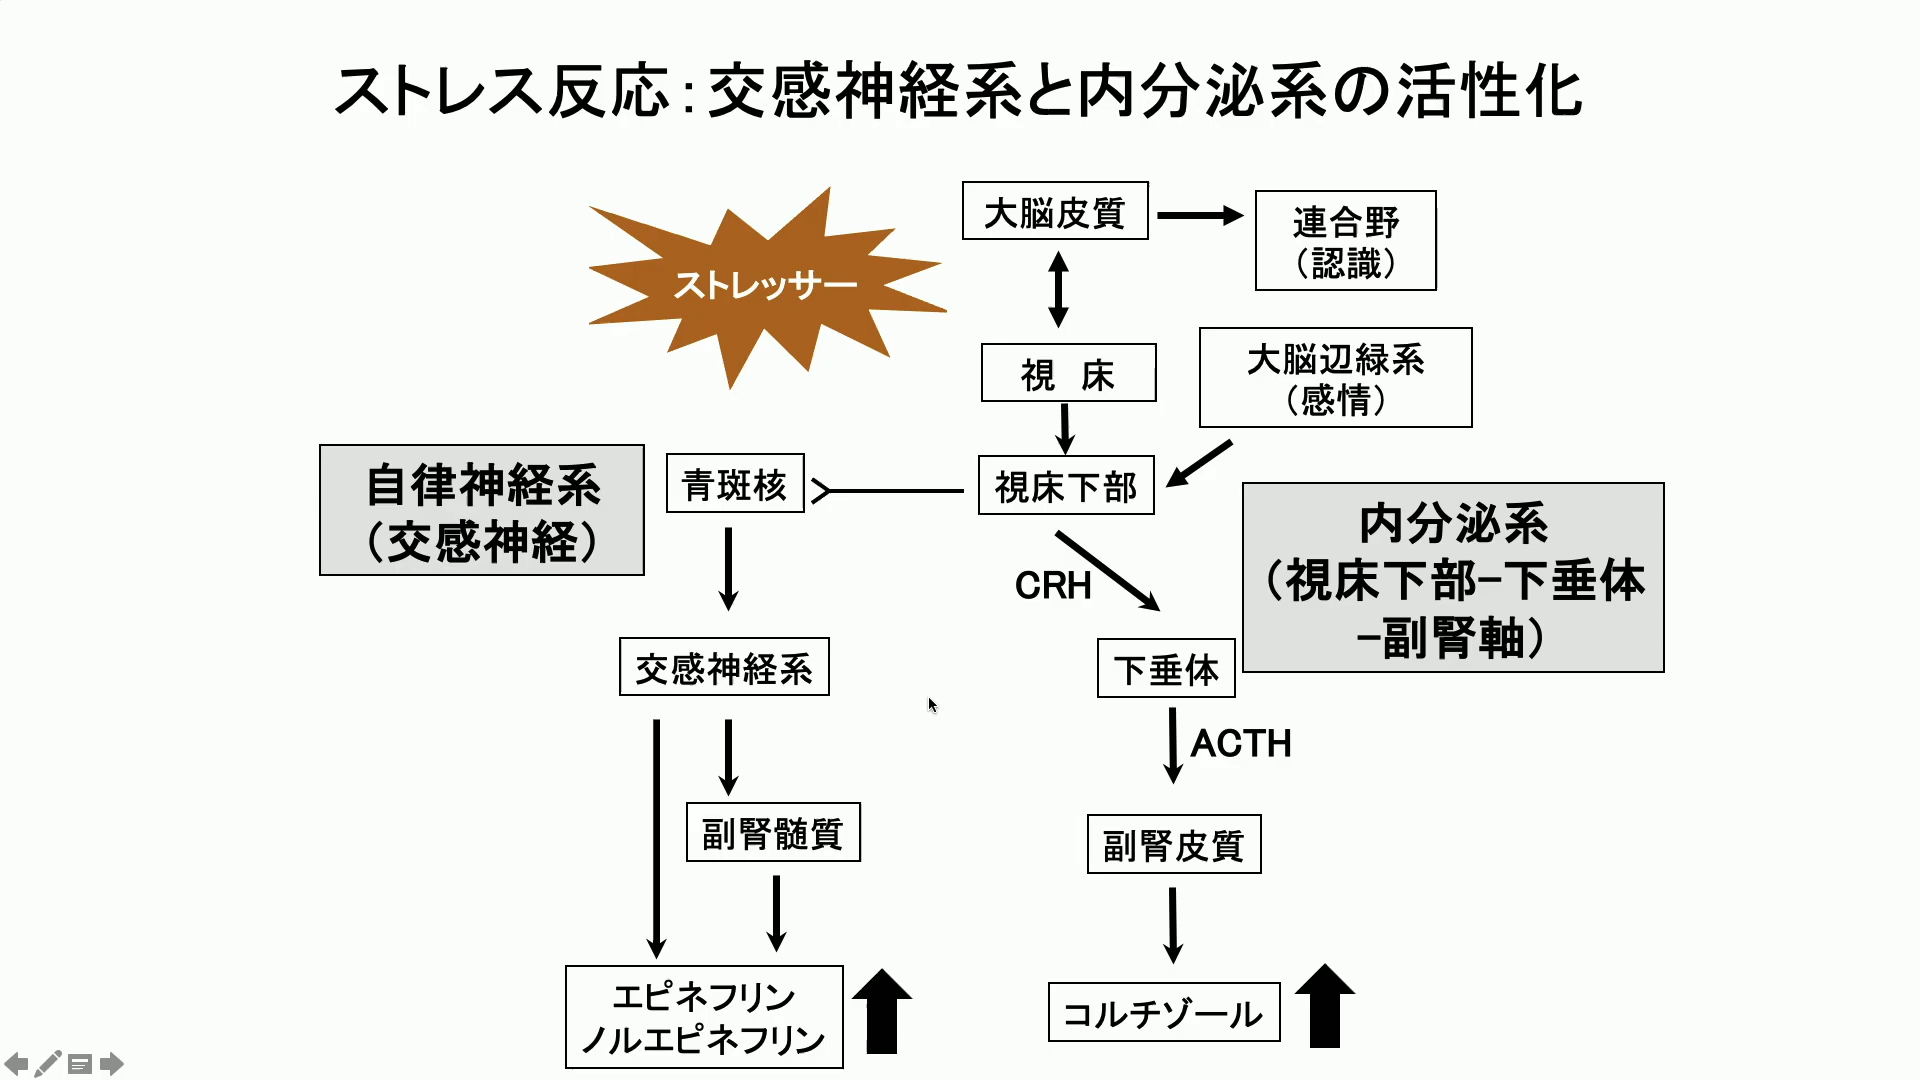 ストレス反応：交感神経系と内分泌系の活性化
大脳皮質
連合野
（認識）
ストレッサー
視　床
大脳辺縁系
（感情）
自律神経系
（交感神経）
青斑核
視床下部
内分泌系
（視床下部−下垂体
−副腎軸）
CRH
交感神経系
下垂体
ACTH
副腎髄質
副腎皮質
エピネフリン
ノルエピネフリン
コルチゾール